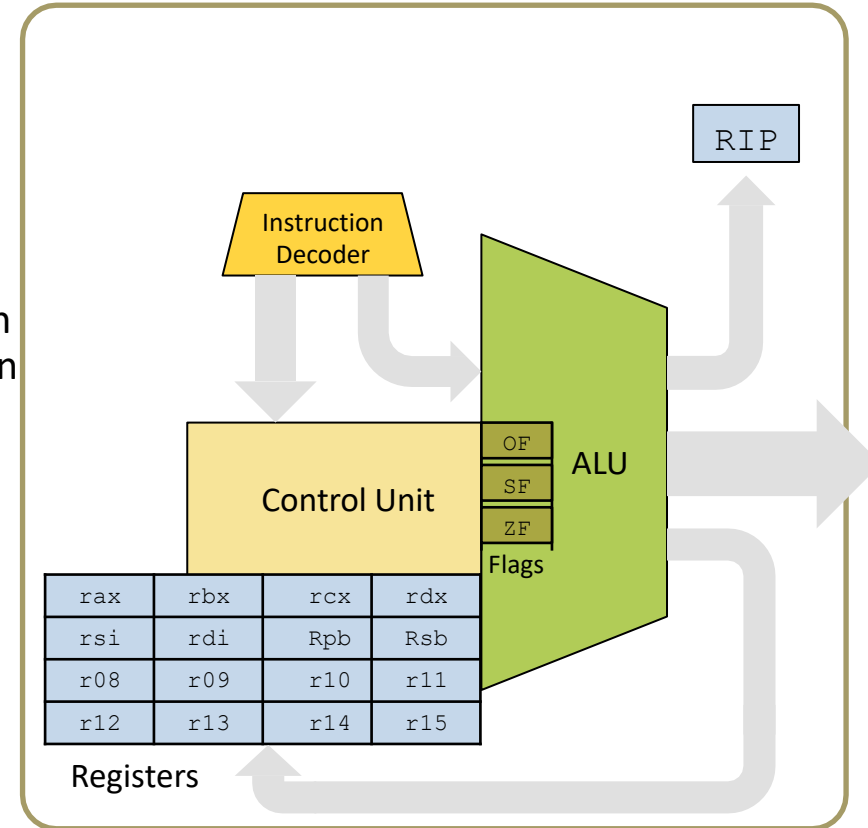 RIP
Instruction
Decoder
OF
ALU
SF
Control Unit
ZF
Flags
rax rbx rcx rdx
rsi rdi Rpb Rsb
r08 r09 r10 r11
r12 r13 r14 r15
Registers